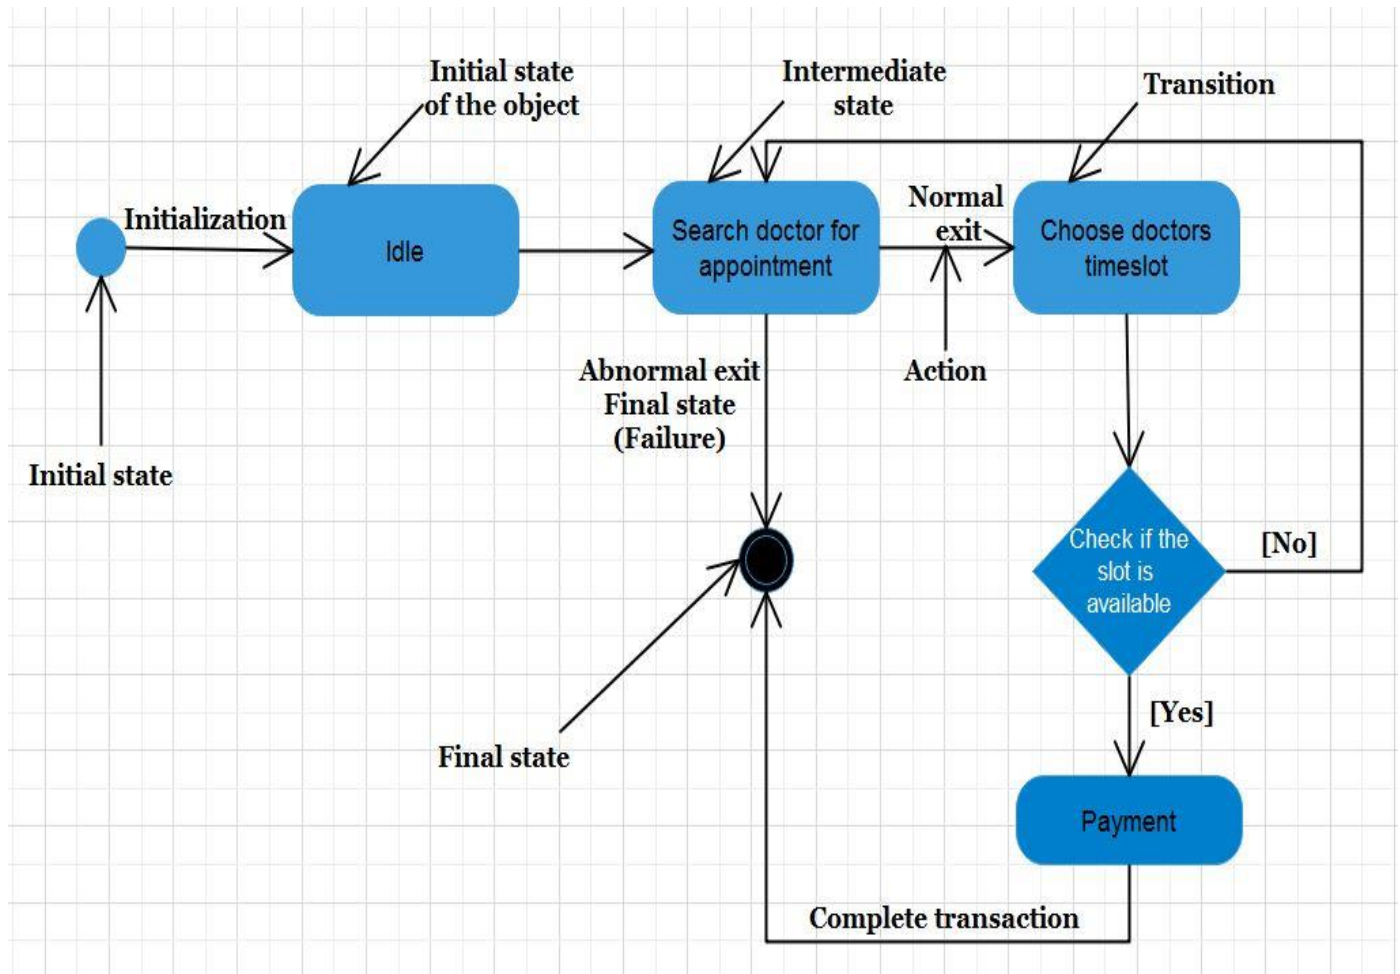 Initial state
of the object
Intermediate
state
Transition
Initialization
Idle
Search doctor for
appointment
Normal
exit
Choose doctors
timeslot
Abnormal exit
Final state
(Failure)
Action
Initial state
Check if the
slot is
available
[No]
[Yes]
Final state
Payment
Complete transaction